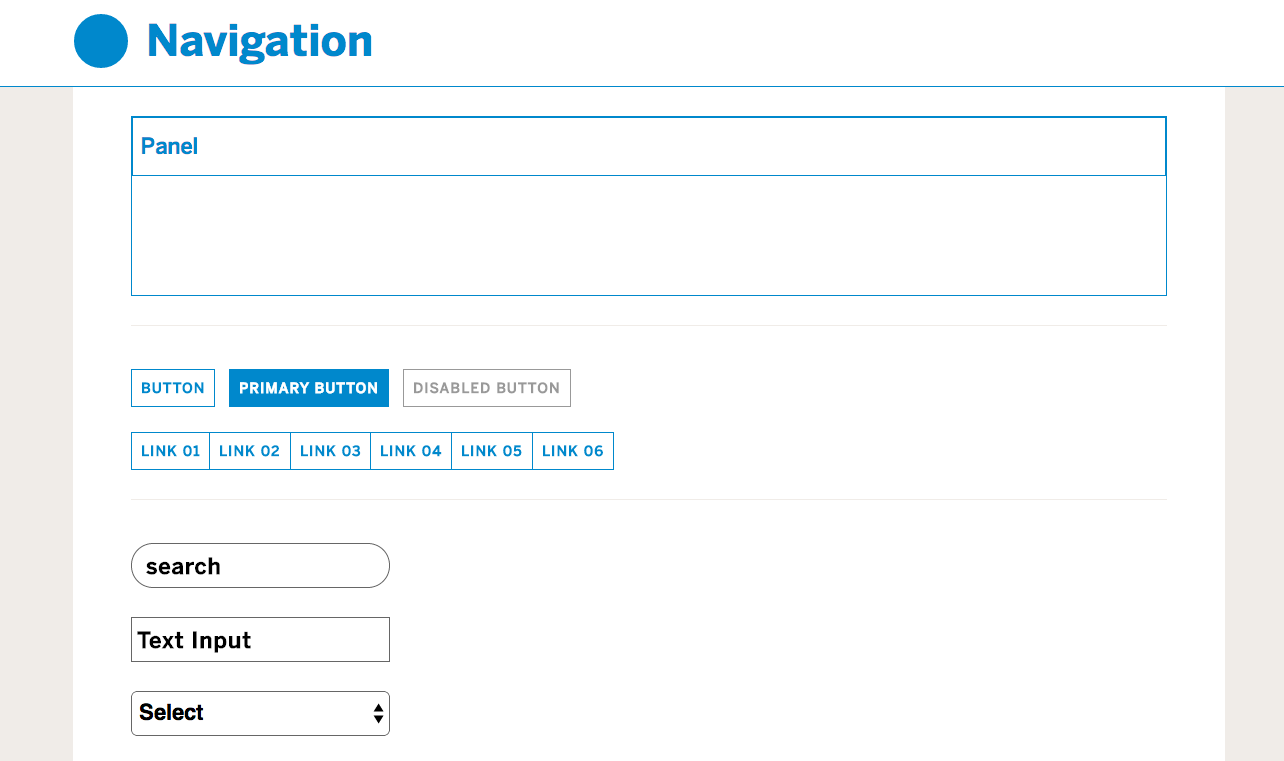 Navigation
Panel
BUTTON PRIMARY BUTTON DISABLED BUTTON
LINK 01 LINK 02 LINK 03 LINK 04 LINK 05 LINK 06
search
Text Input
Select